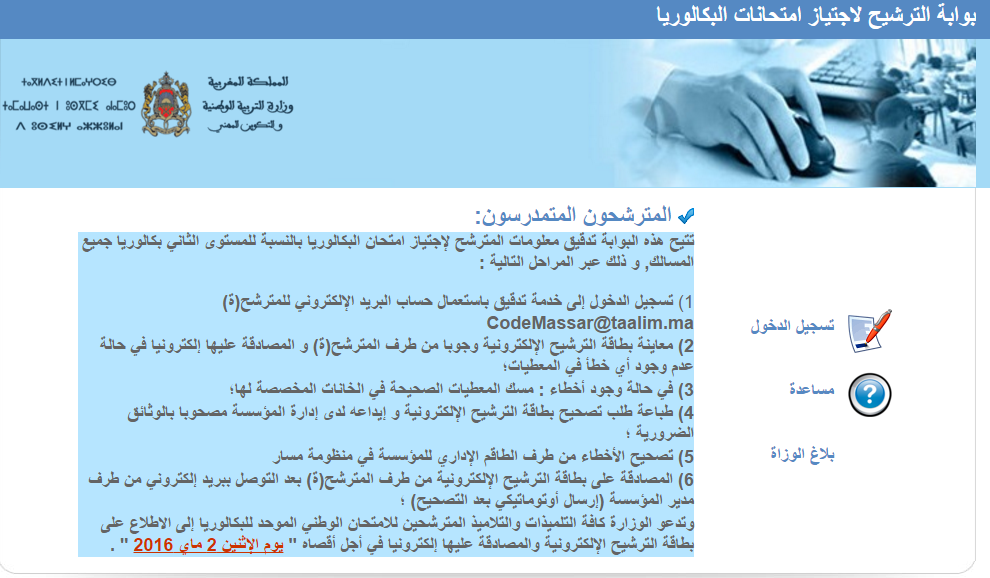 بوابة الترشيح لاجتياز امتحانات البكالوريا
المملكة المغربية
وزارة التربية الوطنية
والتكوين المهني
ⵜⴰⴳⵍⴷⵉⵜ ⵏ ⵍⵎⴰⵖⵔⵉⴱ
ⵜⴰⵎⴰⵡⴰⵙⵜ ⵏ ⵓⵙⴳⵎⵉ ⴰⵏⴰⵎⵓⵔ
ⴷ ⵓⵙⵎⵓⵜⵜⴳ ⴰⵣⵣⵓⵍⴰⵏ
المترشحون المتمدرسون:
تتيح هذه البوابة تدقيق معلومات المترشح لإجتياز امتحان البكالوريا بالنسبة للمستوى الثاني بكالوريا جميع
المسالك, و ذلك عبر المراحل التالية :
1) تسجيل الدخول إلى خدمة تدقيق باستعمال حساب البريد الإلكتروني للمترشح(ة)
CodeMassar@taalim.ma
2) معاينة بطاقة الترشيح الإلكترونية وجوبا من طرف المترشح(ة) و المصادقة عليها إلكترونيا في حالة
عدم وجود أي خطأ في المعطيات؛
3) في حالة وجود أخطاء : مسك المعطيات الصحيحة في الخانات المخصصة لها؛
4) طباعة طلب تصحيح بطاقة الترشيح الإلكترونية و إيداعه لدى إدارة المؤسسة مصحوبا بالوثائق
الضرورية ؛
5) تصحيح الأخطاء من طرف الطاقم الإداري للمؤسسة في منظومة مسار
6) المصادقة على بطاقة الترشيح الإلكترونية من طرف المترشح(ة) بعد التوصل ببريد إلكتروني من طرف
مدير المؤسسة (إرسال أوتوماتيكي بعد التصحيح) ؛
وتدعو الوزارة كافة التلميذات والتلاميذ المترشحين للامتحان الوطني الموحد للبكالوريا إلى الاطلاع على
بطاقة الترشيح الإلكترونية والمصادقة عليها إلكترونيا في أجل أقصاه " يوم الإثنين 2 ماي 2016 " .
تسجيل الدخول
مساعدة
بلاغ الوزاة